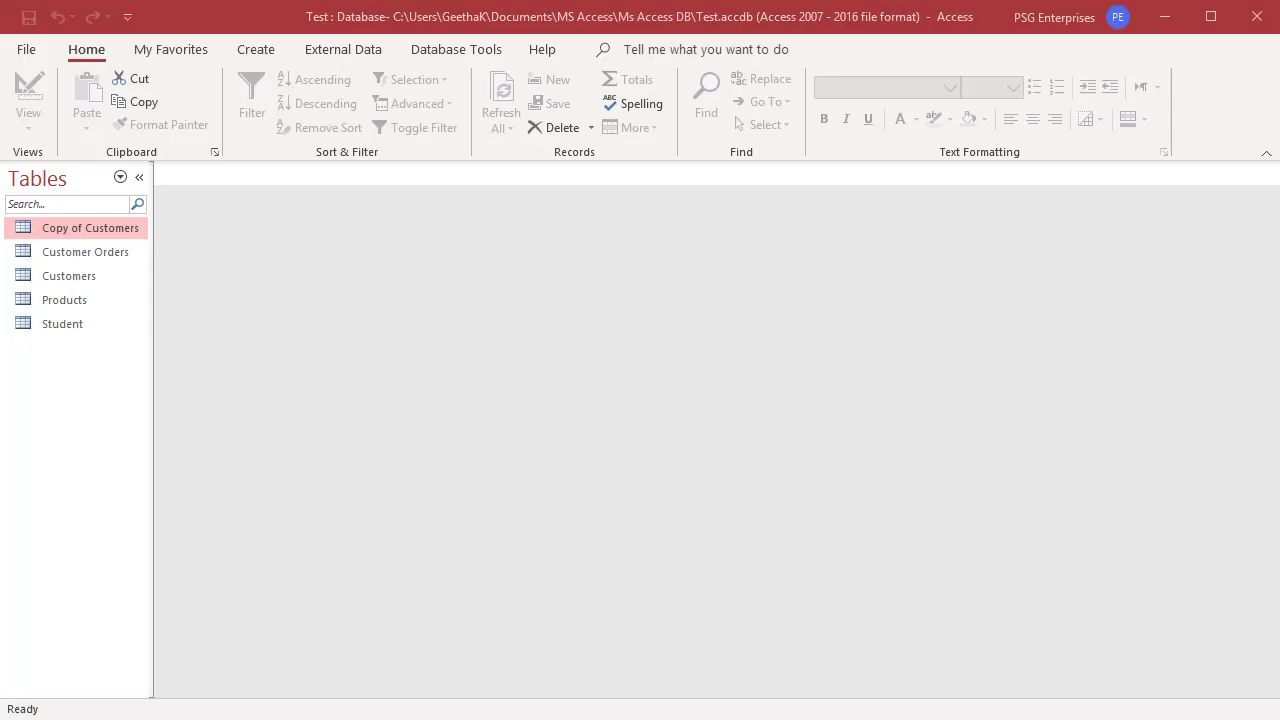 Test : Database- C:\Users\GeethaK\Documents\MS Access\Ms Access DB\Test.accdb (Access 2007 - 2016 file format) - Access
PSG Enterprises PE
File Home My Favorites Create External Data Database Tools Help Tell me what you want to do
View
Views
Paste
Cut
Copy
Format Painter
Clipboard
Filter
Ascending
Descending
Remove Sort
Selection
Advanced
Toggle Filter
Sort & Filter
Refresh
All
New
Save
Delete
Totals
Spelling
More
Records
Find
Replace
Go To
Select
Find
B I U A
Text Formatting
Tables
Search...
Copy of Customers
Customer Orders
Customers
Products
Student
Ready